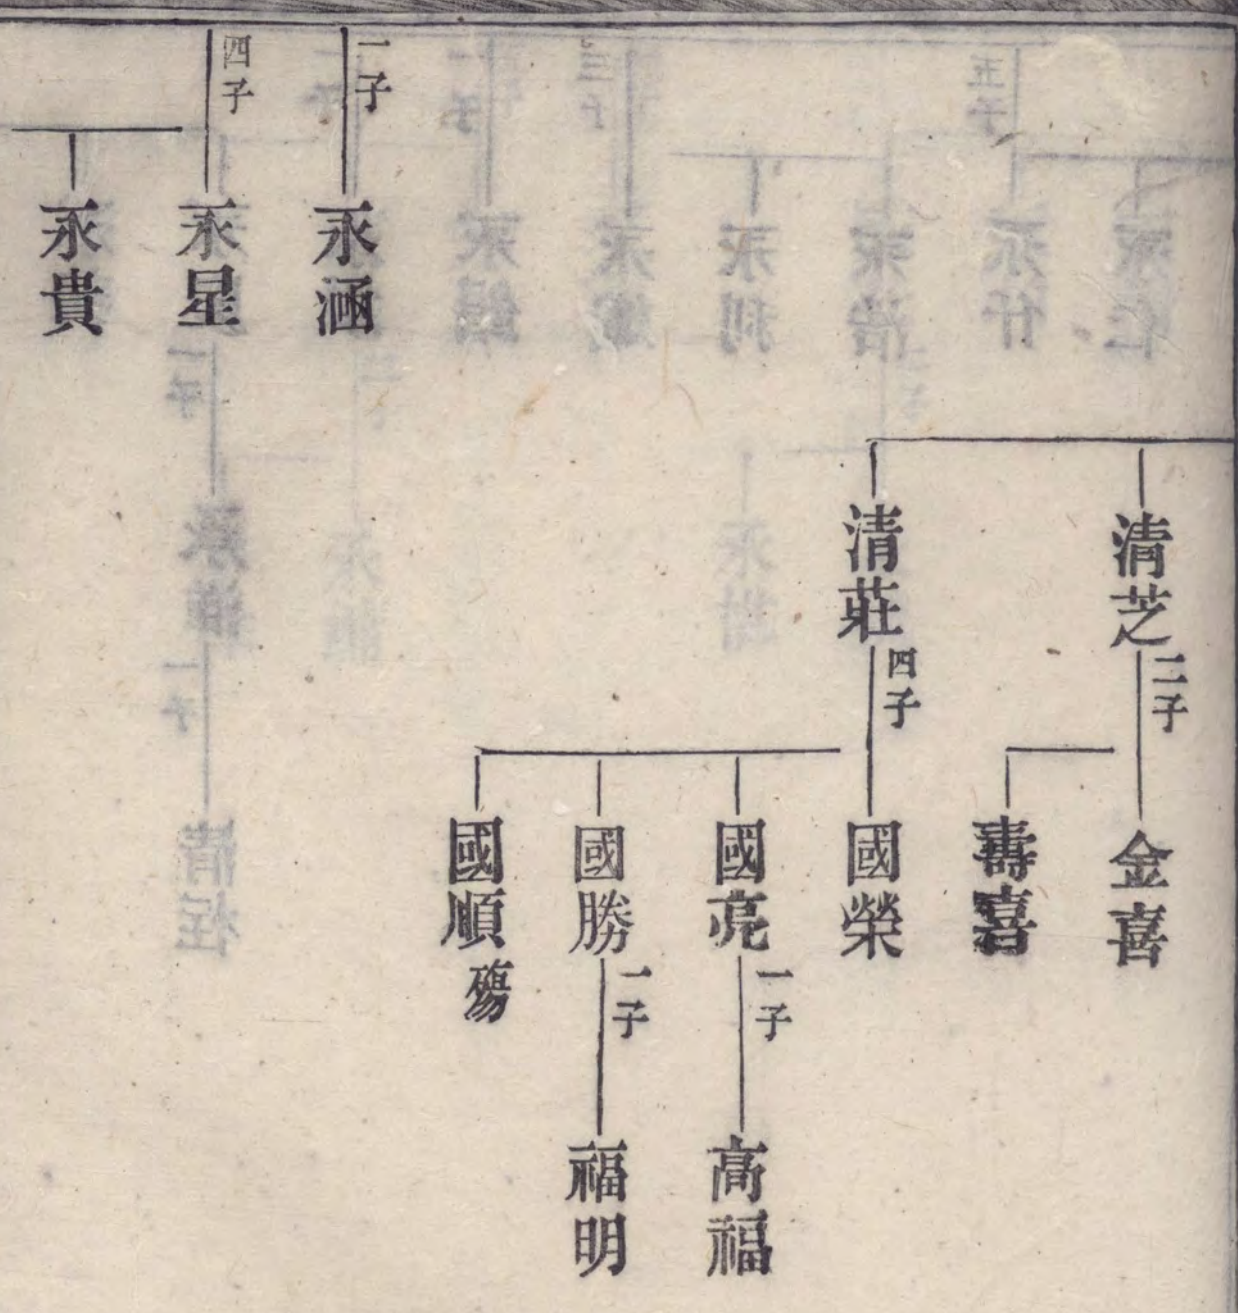 一子
永涵
四子
永星
永貴
清芝
二子
清莊
四子
金喜
壽喜
國榮
國亮
一子
國勝
一子
國順
殤
高福
福明